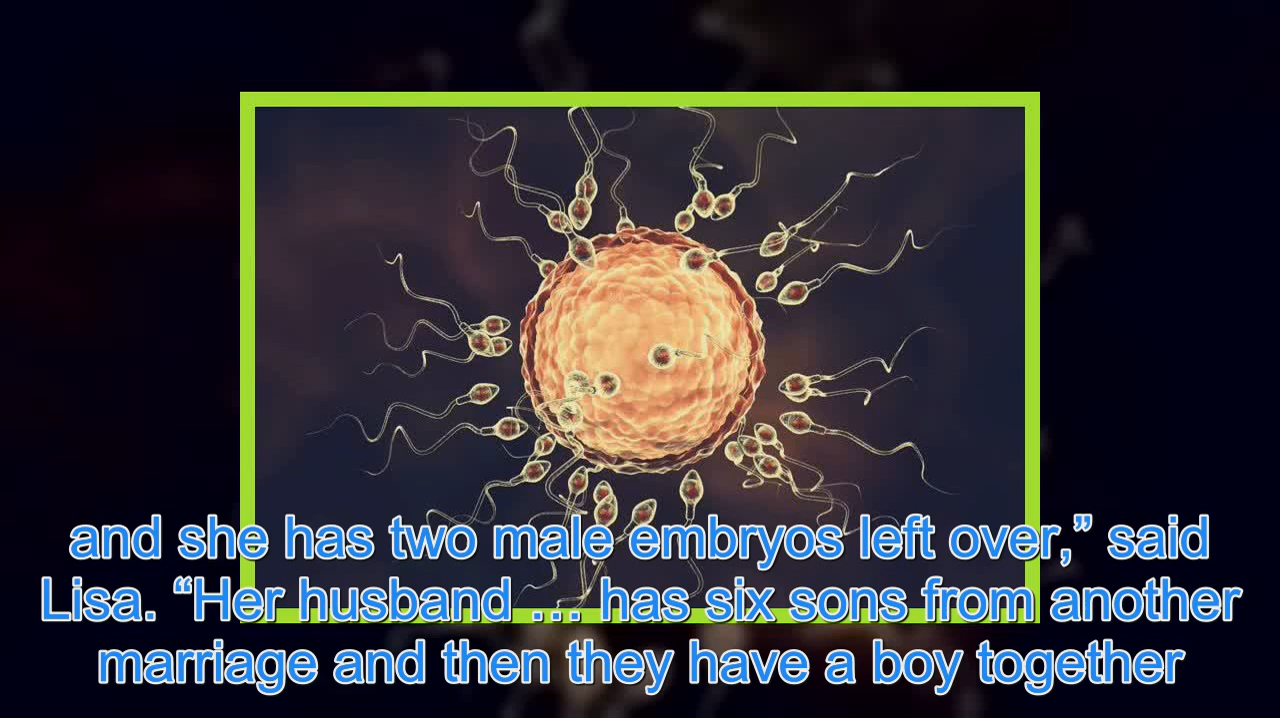 and she has two male embryos left over,” said
Lisa. “Her husband … has six sons from another
marriage and then they have a boy together